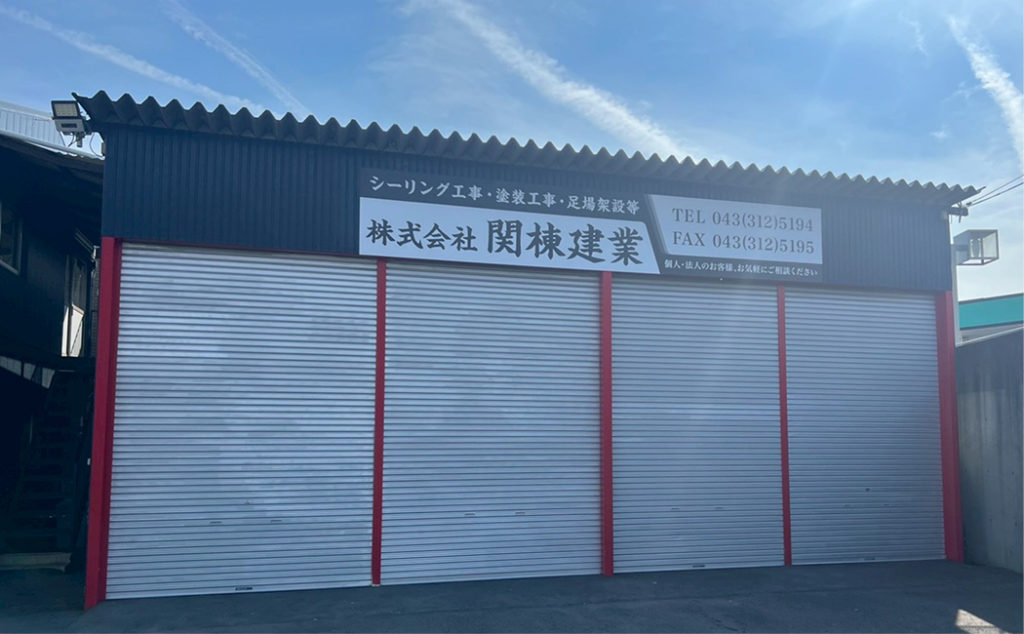 シーリング工事・塗装工事・足場架設等
株式会社 関棟建業
TEL 043(312)5194
FAX 043(312)5195
個人・法人のお客様、お気軽にご相談ください